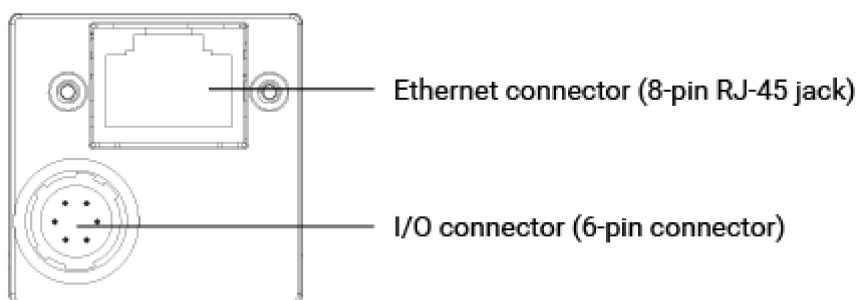 Ethernet connector (8-pin RJ-45 jack)
I/O connector (6-pin connector)